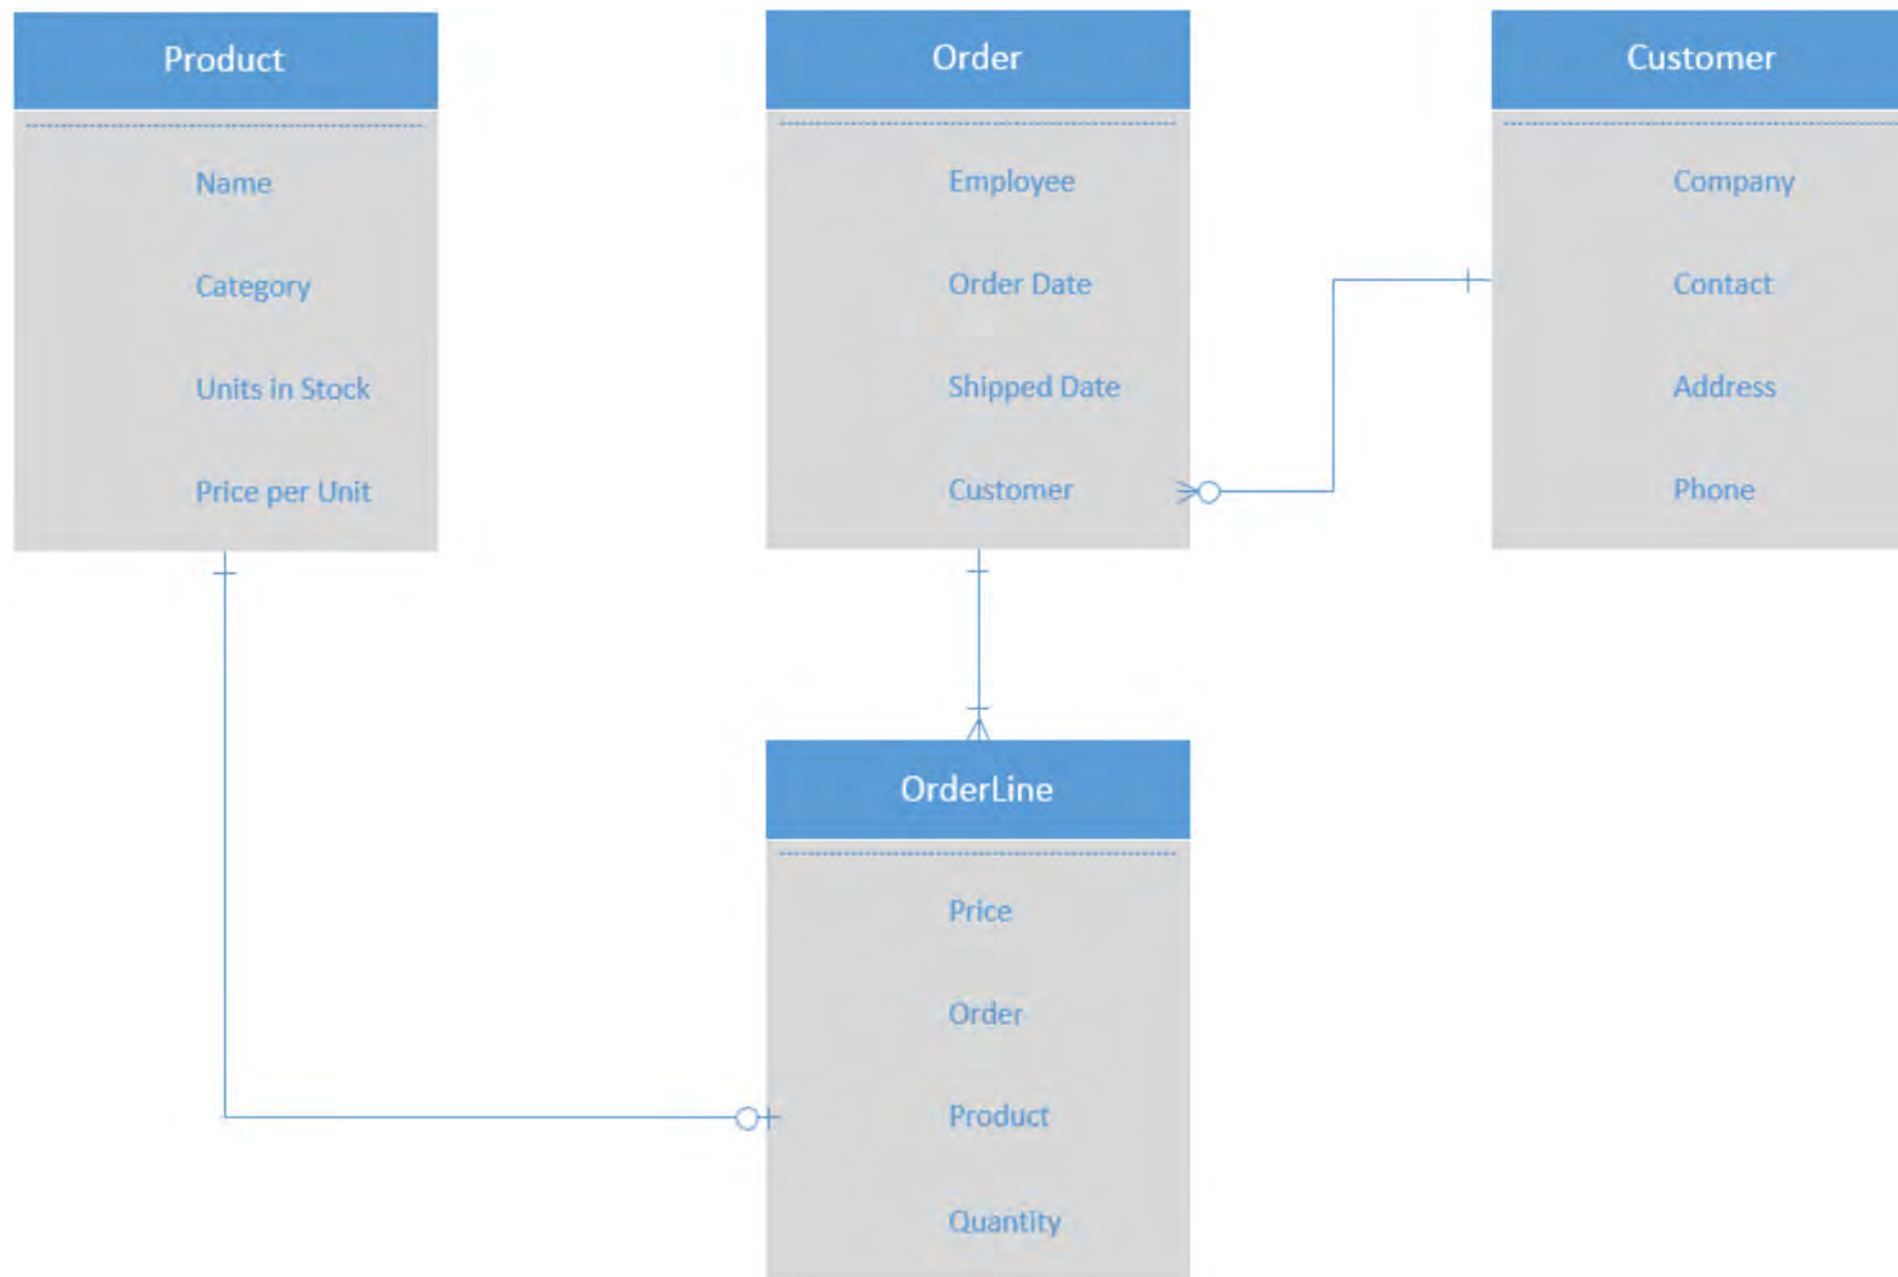 Product
Name
Category
Units in Stock
Price per Unit
Order
Employee
Order Date
Shipped Date
Customer
Customer
Company
Contact
Address
Phone
OrderLine
Price
Order
Product
Quantity